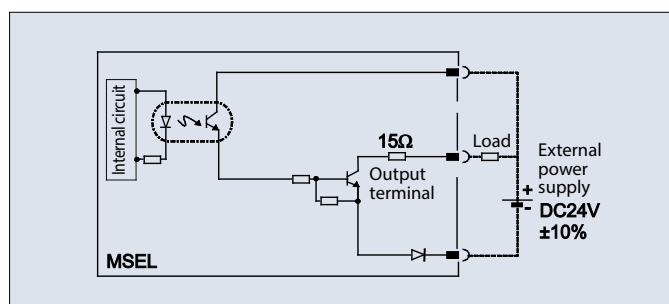 Internal circuit
15Ω
Load
Output
terminal
External
power
supply
+
-
DC24V
±10%
MSEL